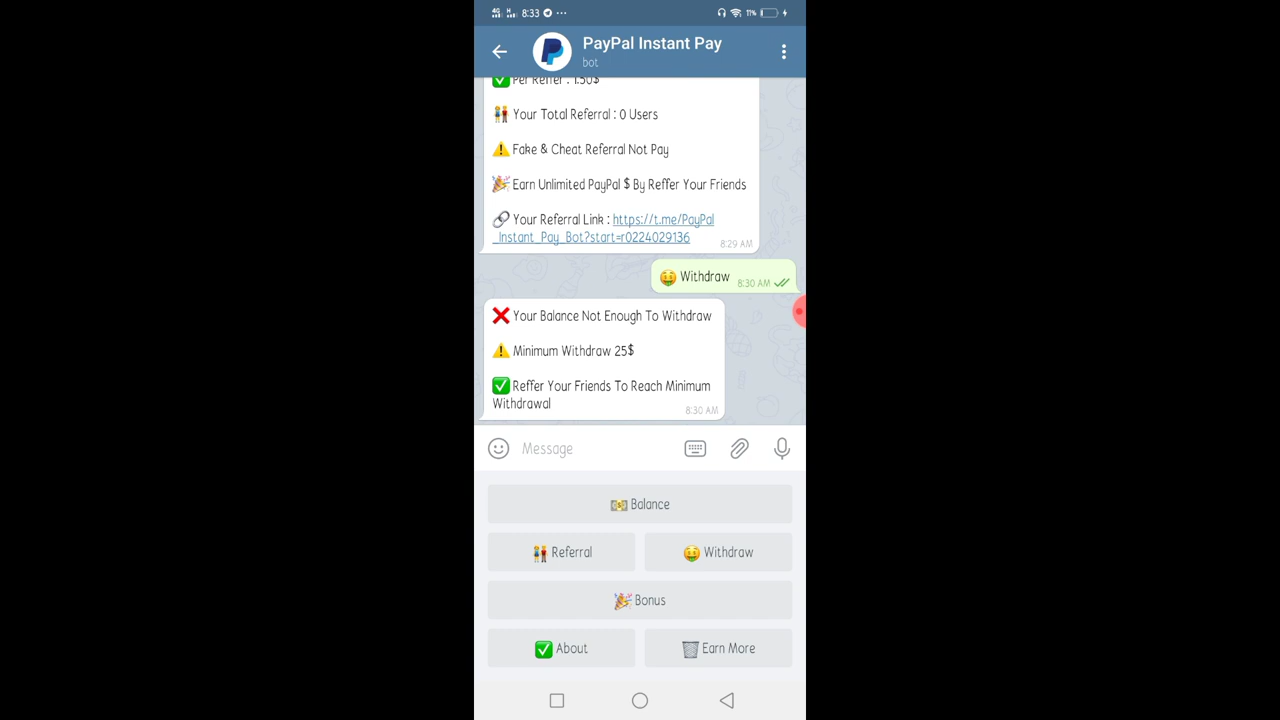 8:33
11%
PayPal Instant Pay
bot
Per Reffer : 1.50$
Your Total Referral : 0 Users
Fake & Cheat Referral Not Pay
Earn Unlimited PayPal $ By Reffer Your Friends
Your Referral Link : https://t.me/PayPal
_Instant_Pay_Bot?start=r0224029136
8:29 AM
Withdraw
8:30 AM
Your Balance Not Enough To Withdraw
Minimum Withdraw 25$
Reffer Your Friends To Reach Minimum
Withdrawal
8:30 AM
Message
Balance
Referral
Withdraw
Bonus
About
Earn More